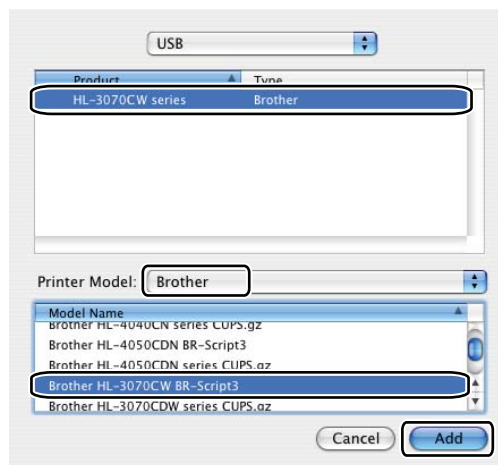 USB
Product Type
HL-3070CW series Brother
Printer Model: Brother
Model Name
Brother HL-4040CN series CUPS.gz
Brother HL-4050CDN BR-Script3
Brother HL-4050CDN series CUPS.gz
Brother HL-3070CW BR-Script3
Brother HL-3070CDW series CUPS.gz
Cancel Add